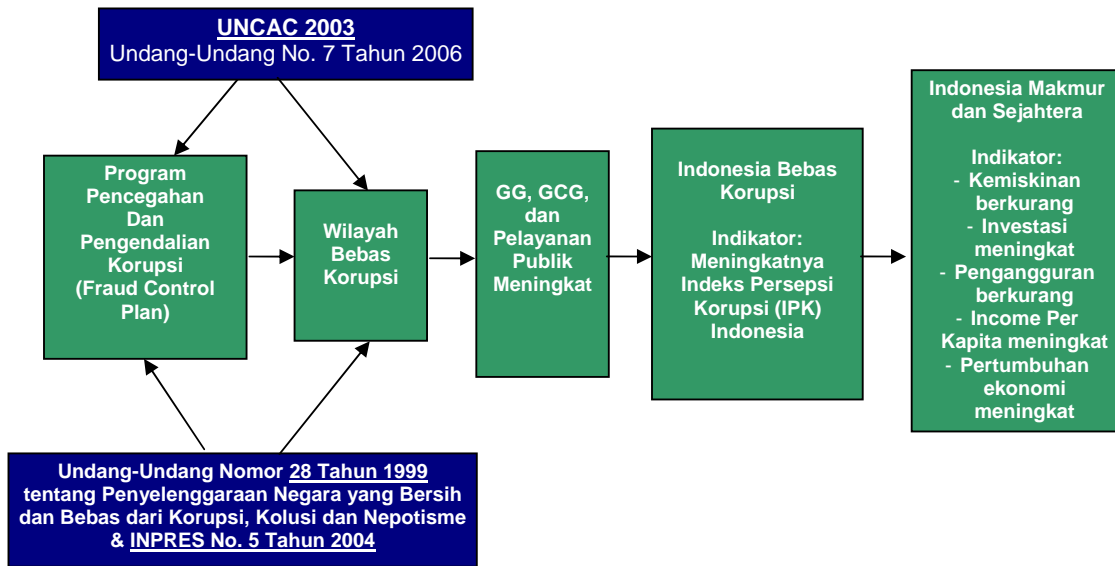 UNCAC 2003
Undang-Undang No. 7 Tahun 2006
Program
Pencegahan
Dan
Pengendalian
Korupsi
(Fraud Control
Plan)
Wilayah
Bebas
Korupsi
GG, GCG,
dan
Pelayanan
Publik
Meningkat
Indonesia Bebas
Korupsi
Indikator:
Meningkatnya
Indeks Persepsi
Korupsi (IPK)
Indonesia
Indonesia Makmur
dan Sejahtera
Indikator:
- Kemiskinan
berkurang
- Investasi
meningkat
- Pengangguran
berkurang
- Income Per
Kapita meningkat
- Pertumbuhan
ekonomi
meningkat
Undang-Undang Nomor 28 Tahun 1999
tentang Penyelenggaraan Negara yang Bersih
dan Bebas dari Korupsi, Kolusi dan Nepotisme
& INPRES No. 5 Tahun 2004